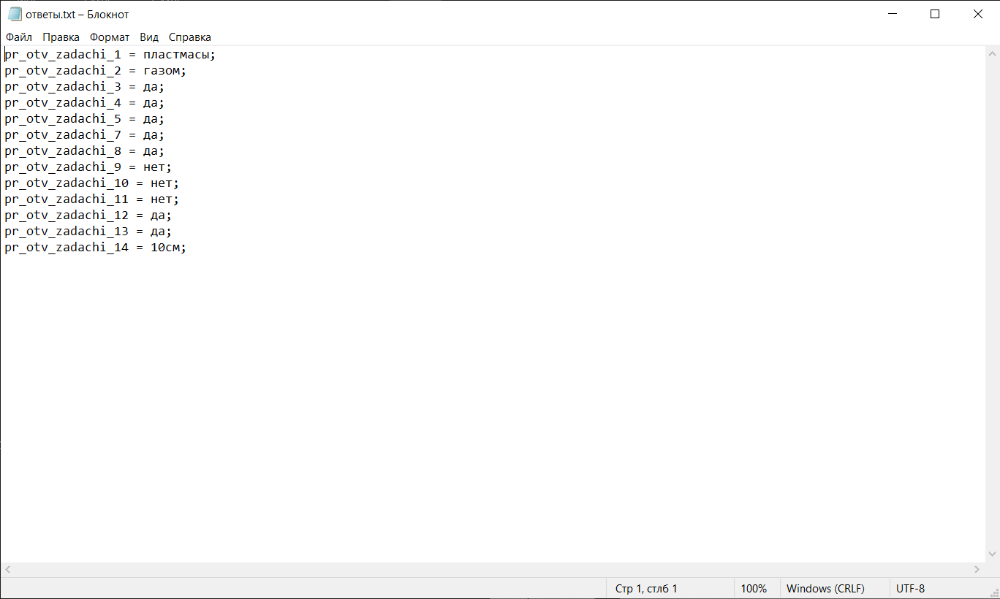 ответы.txt – Блокнот
Файл Правка Формат Вид Справка
pr_otv_zadachi_1 = пластмасы;
pr_otv_zadachi_2 = газом;
pr_otv_zadachi_3 = да;
pr_otv_zadachi_4 = да;
pr_otv_zadachi_5 = да;
pr_otv_zadachi_7 = да;
pr_otv_zadachi_8 = да;
pr_otv_zadachi_9 = нет;
pr_otv_zadachi_10 = нет;
pr_otv_zadachi_11 = нет;
pr_otv_zadachi_12 = да;
pr_otv_zadachi_13 = да;
pr_otv_zadachi_14 = 10см;
Стр 1, стлб 1 100% Windows (CRLF) UTF-8